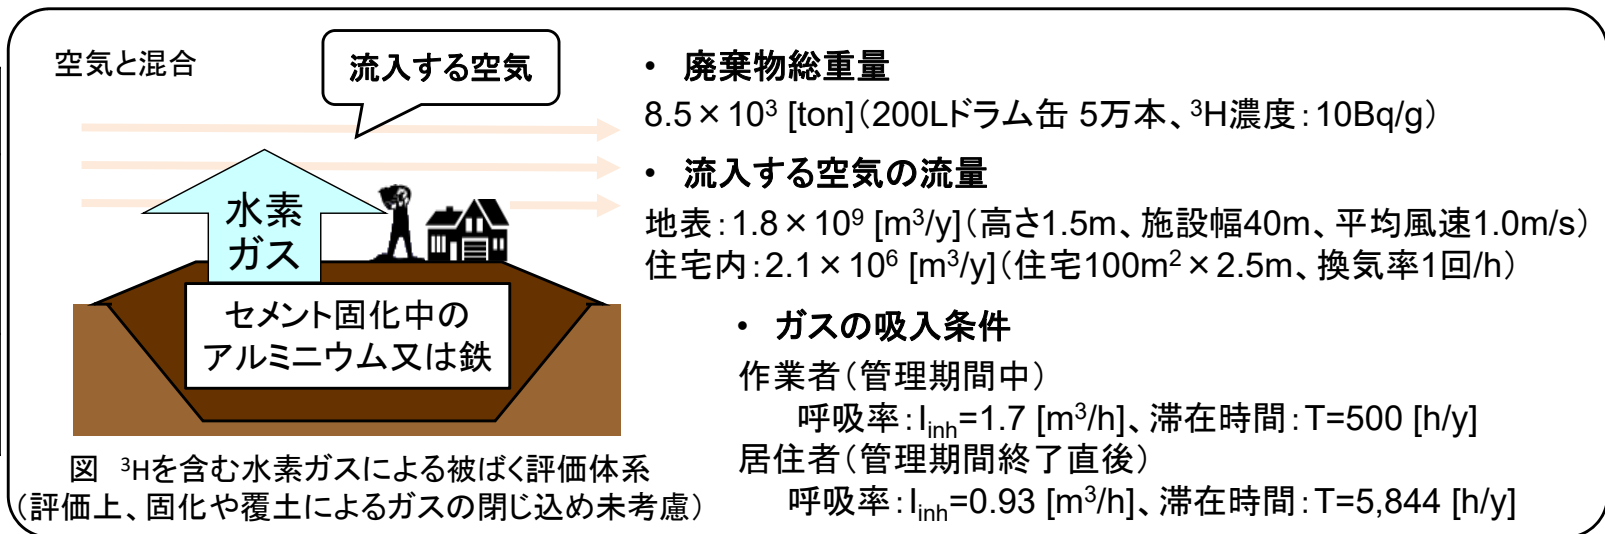 空気と混合
流入する空気
水素
ガス
セメント固化中の
アルミニウム又は鉄
図 ³Hを含む水素ガスによる被ばく評価体系
(評価上、固化や覆土によるガスの閉じ込め未考慮)
• 廃棄物総重量
8.5×10³ [ton](200Lドラム缶 5万本、³H濃度:10Bq/g)
• 流入する空気の流量
地表:1.8×10⁹ [m³/y](高さ1.5m、施設幅40m、平均風速1.0m/s)
住宅内:2.1×10⁶ [m³/y](住宅100m²×2.5m、換気率1回/h)
• ガスの吸入条件
作業者(管理期間中)
呼吸率:Iinh=1.7 [m³/h]、滞在時間:T=500 [h/y]
居住者(管理期間終了直後)
呼吸率:Iinh=0.93 [m³/h]、滞在時間:T=5,844 [h/y]